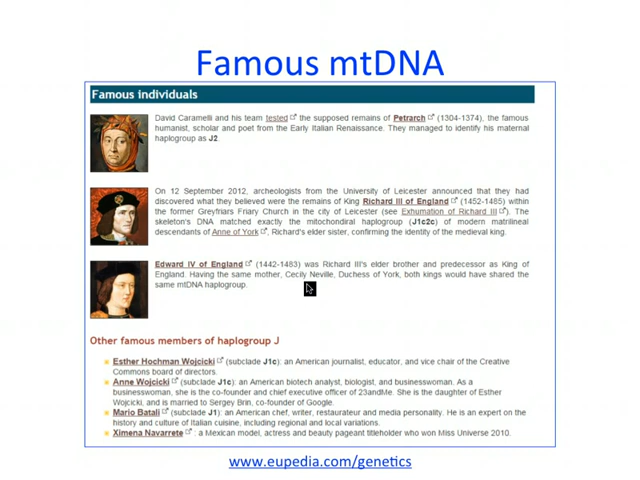 Famous mtDNA
Famous individuals
David Caramelli and his team tested the supposed remains of Petrarch (1304-1374), the famous
humanist, scholar and poet from the Early Italian Renaissance. They managed to identify his maternal
haplogroup as J2
On 12 September 2012, archeologists from the University of Leicester announced that they had
discovered what they believed were the remains of King Richard III of England (1452-1485) within
the former Greyfriars Friary Church in the city of Leicester (see Exhumation of Richard III). The
skeleton's DNA matched exactly the mitochondrial haplogroup (J1c2c) of modern matrilineal
descendants of Anne of York, Richard's elder sister, confirming the identity of the medieval king.
Edward IV of England (1442-1483) was Richard III's elder brother and predecessor as King of
England. Having the same mother, Cecily Neville, Duchess of York, both kings would have shared the
same mtDNA haplogroup.
Other famous members of haplogroup J
Esther Hochman Wojcicki (subclade J1c): an American journalist, educator, and vice chair of the Creative
Commons board of directors.
Anne Wojcicki (subclade J1c): an American biotech analyst, biologist, and businesswoman. As a
businesswoman, she is the co-founder and chief executive officer of 23andMe. She is the daughter of Esther
Wojcicki, and is married to Sergey Brin, co-founder of Google.
Mario Batali (subclade J1): an American chef, writer, restaurateur and media personality. He is an expert on the
history and culture of Italian cuisine, including regional and local variations.
Ximena Navarrete : a Mexican model, actress and beauty pageant titleholder who won Miss Universe 2010.
www.eupedia.com/genetics